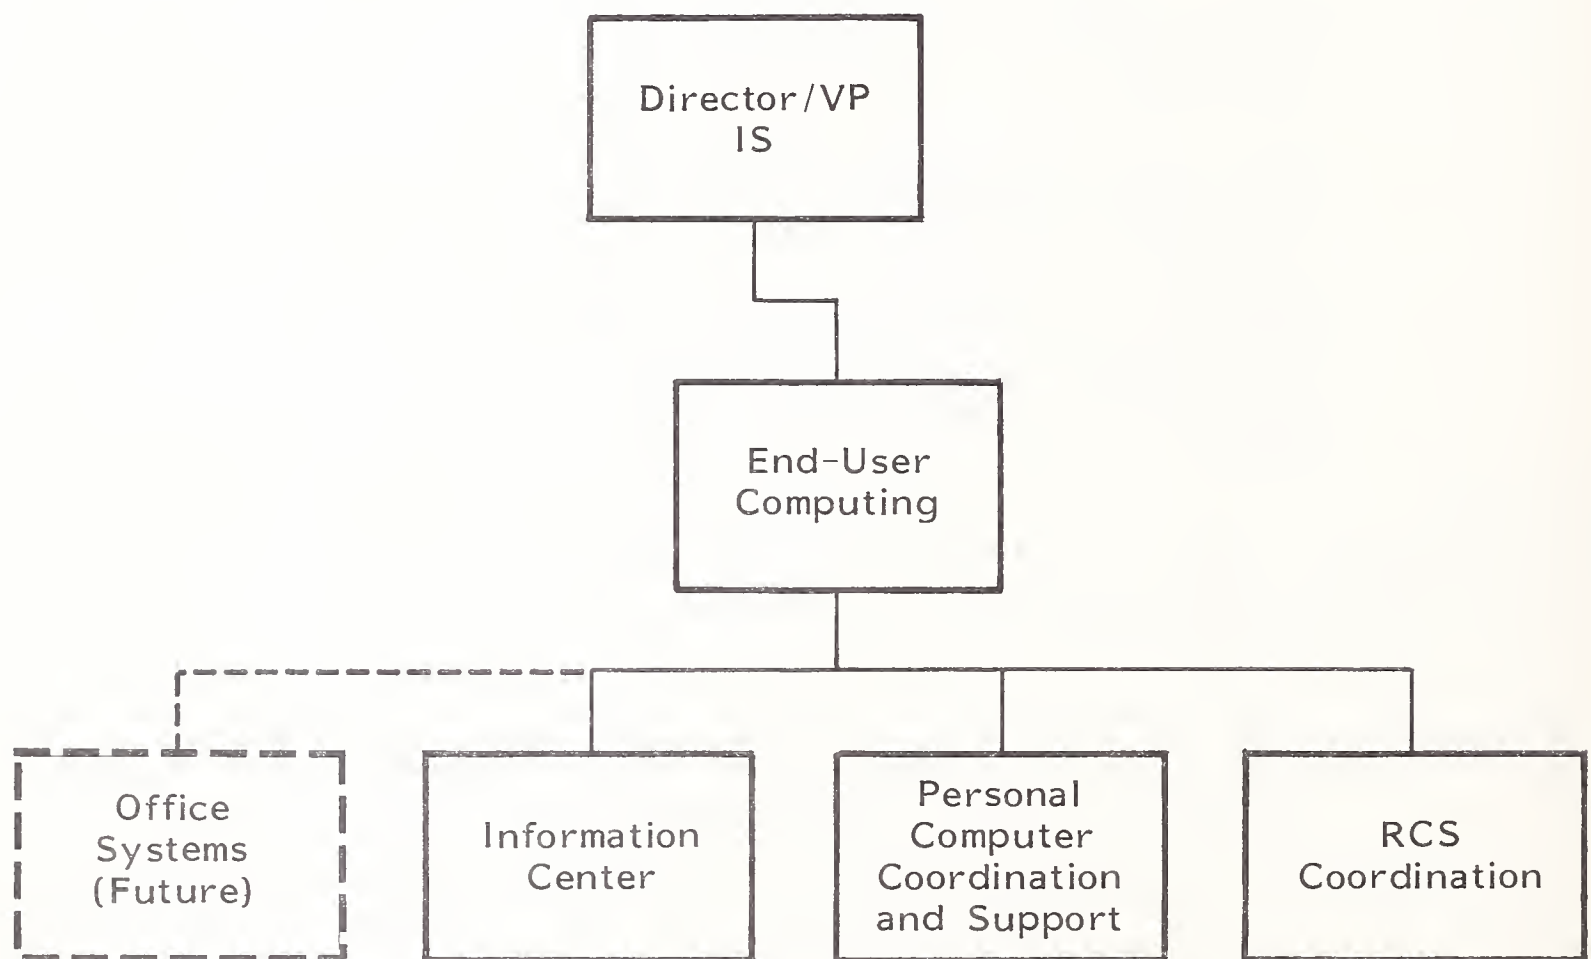 Director/VP
IS
End-User
Computing
Office
Systems
(Future)
Information
Center
Personal
Computer
Coordination
and Support
RCS
Coordination